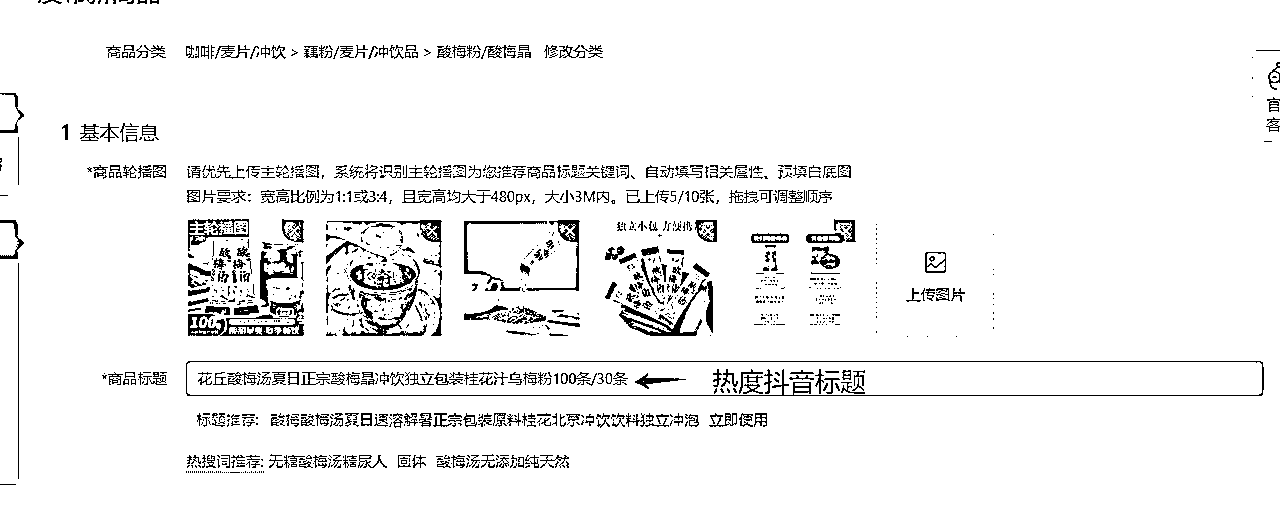 商品分类 咖啡/麦片/冲饮 > 藕粉/麦片/冲饮品 > 酸梅粉/酸梅晶 修改分类
官
客
1 基本信息
*商品轮播图 请优先上传主轮播图，系统将识别主轮播图为您推荐商品标题关键词、自动填写相关属性、预填白底图
图片要求：宽高比例为1:1或3:4，且宽高均大于480px，大小3M内。已上传5/10张，拖拽可调整顺序
主轮播图
酸梅汤 酸梅汤
100
独立小包 方便携
上传图片
*商品标题 花丘酸梅汤夏日正宗酸梅晶冲饮独立包装桂花汁乌梅粉100条/30条 热度抖音标题
标题推荐： 酸梅酸梅汤夏日速溶解暑正宗包装原料桂花北京冲饮饮料独立冲泡 立即使用
热搜词推荐: 无糖酸梅汤糖尿人 固体 酸梅汤无添加纯天然